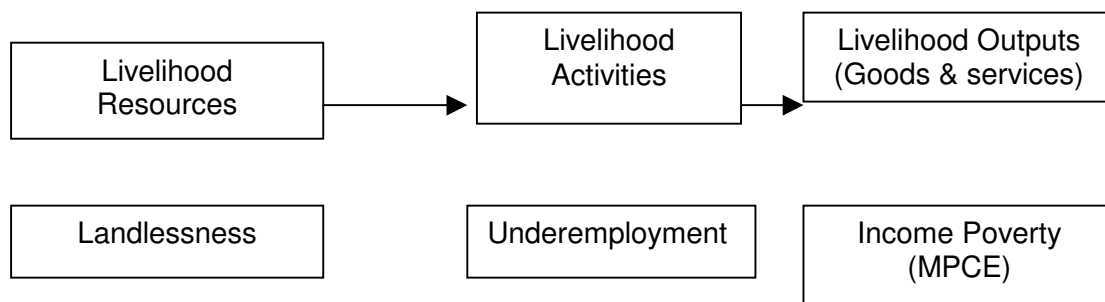 Livelihood
Resources
Livelihood
Activities
Livelihood Outputs
(Goods & services)
Landlessness
Underemployment
Income Poverty
(MPCE)